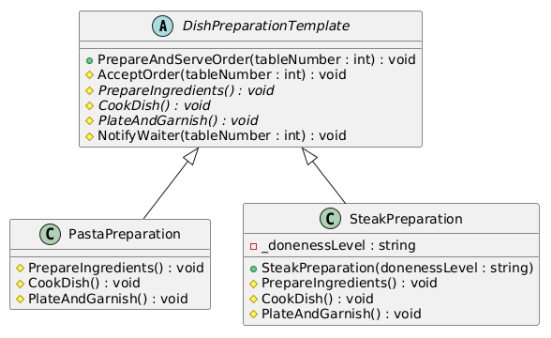 A DishPreparationTemplate
PrepareAndServeOrder(tableNumber : int) : void
AcceptOrder(tableNumber : int) : void
PrepareIngredients() : void
CookDish() : void
PlateAndGarnish() : void
NotifyWaiter(tableNumber : int) : void
C PastaPreparation
PrepareIngredients() : void
CookDish() : void
PlateAndGarnish() : void
C SteakPreparation
_donenessLevel : string
SteakPreparation(donenessLevel : string)
PrepareIngredients() : void
CookDish() : void
PlateAndGarnish() : void